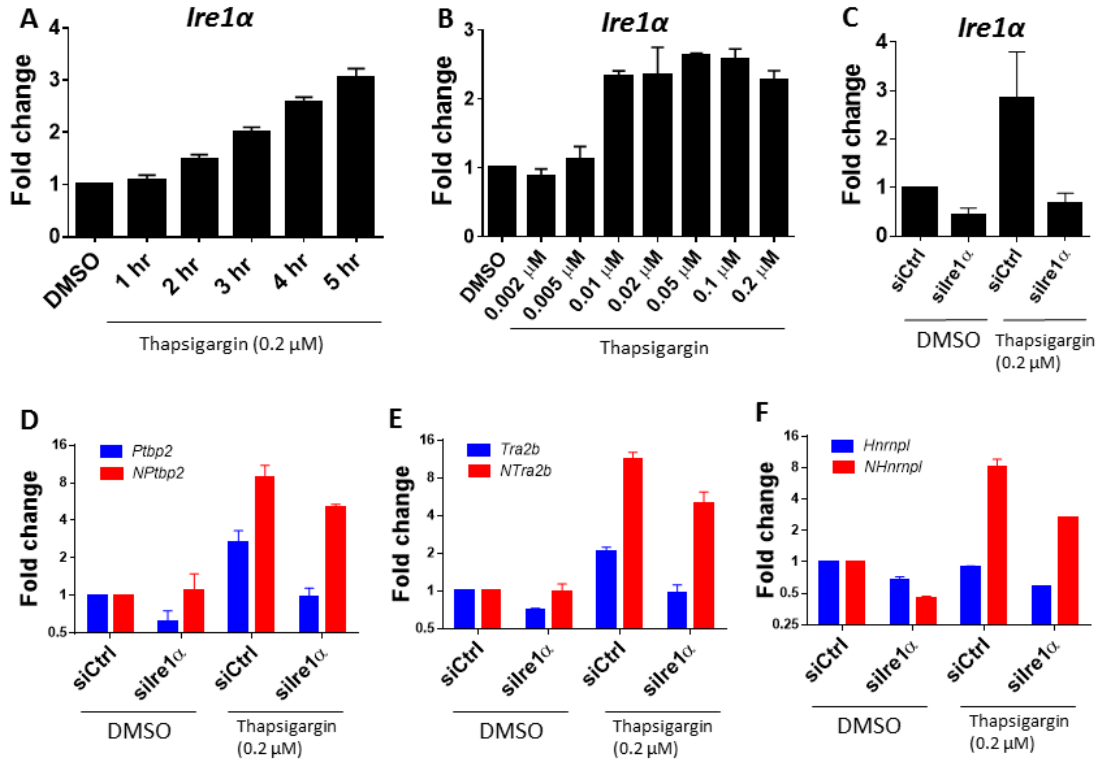 A
Ire1α
Fold change
4
3
2
1
0
DMSO
1 hr
2 hr
3 hr
4 hr
5 hr
Thapsigargin (0.2 μM)
B
Ire1α
Fold change
3
2
1
0
DMSO
0.002 μM
0.005 μM
0.01 μM
0.02 μM
0.05 μM
0.1 μM
0.2 μM
Thapsigargin
C
Ire1α
Fold change
4
3
2
1
0
siCtrl
siIre1α
siCtrl
siIre1α
DMSO
Thapsigargin
(0.2 μM)
D
Ptbp2
NPtbp2
Fold change
16
8
4
2
1
0.5
siCtrl
siIre1α
siCtrl
siIre1α
DMSO
Thapsigargin
(0.2 μM)
E
Tra2b
NTra2b
Fold change
16
8
4
2
1
0.5
siCtrl
siIre1α
siCtrl
siIre1α
DMSO
Thapsigargin
(0.2 μM)
F
Hnrnpl
NHnrnpl
Fold change
16
8
4
2
1
0.5
0.25
siCtrl
siIre1α
siCtrl
siIre1α
DMSO
Thapsigargin
(0.2 μM)